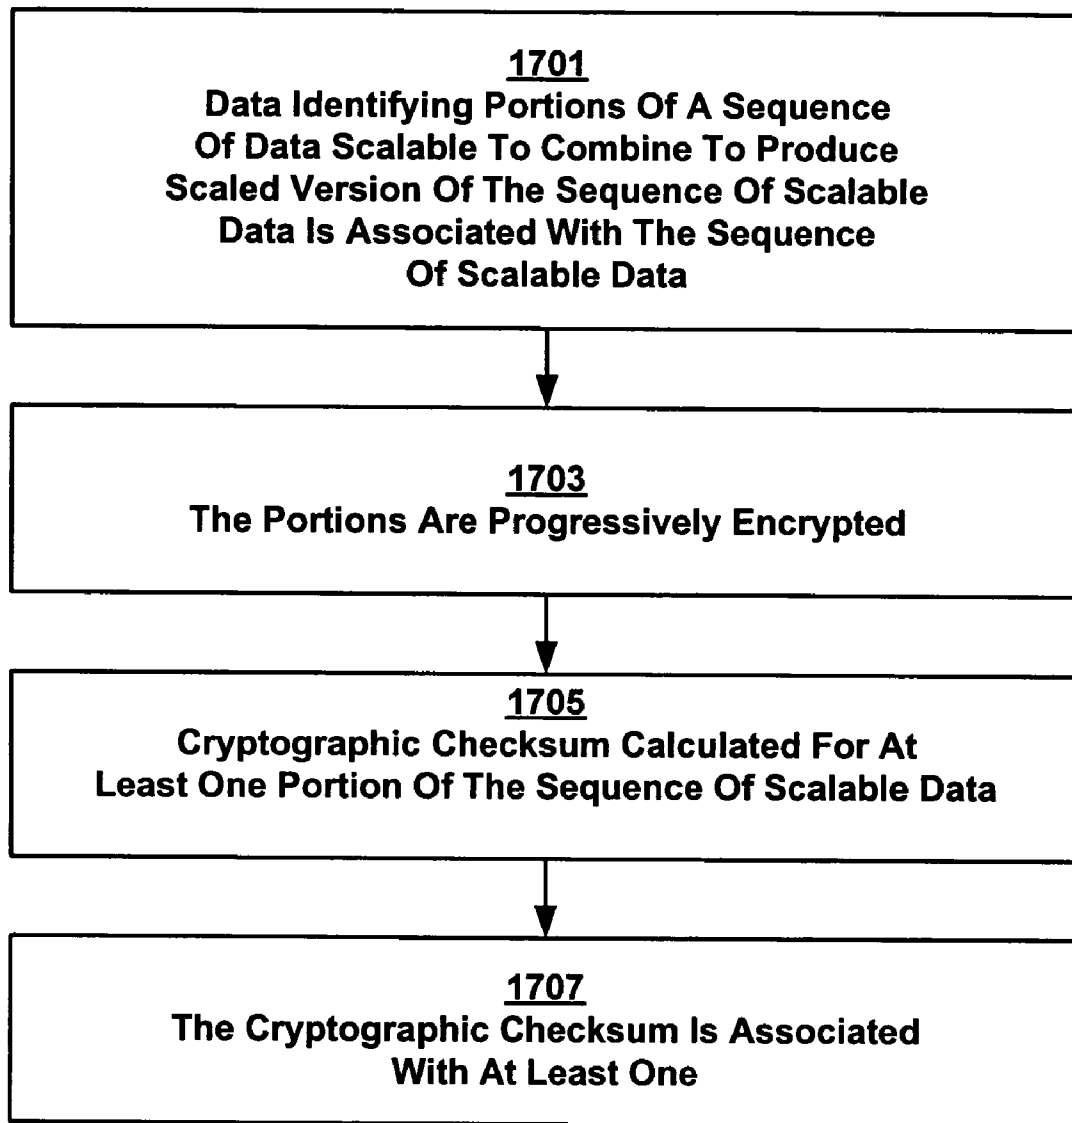 1701
Data Identifying Portions Of A Sequence
Of Data Scalable To Combine To Produce
Scaled Version Of The Sequence Of Scalable
Data Is Associated With The Sequence
Of Scalable Data
1703
The Portions Are Progressively Encrypted
1705
Cryptographic Checksum Calculated For At
Least One Portion Of The Sequence Of Scalable Data
1707
The Cryptographic Checksum Is Associated
With At Least One